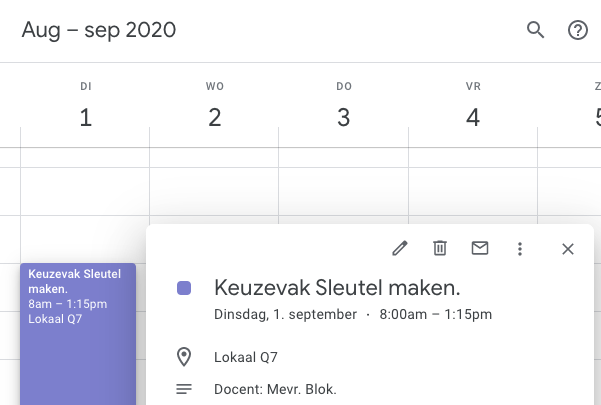 Aug – sep 2020
DI
WO
DO
VR
Z
1
2
3
4
5
Keuzevak Sleutel
maken.
8am – 1:15pm
Lokaal Q7
Keuzevak Sleutel maken.
Dinsdag, 1. september · 8:00am – 1:15pm
Lokaal Q7
Docent: Mevr. Blok.